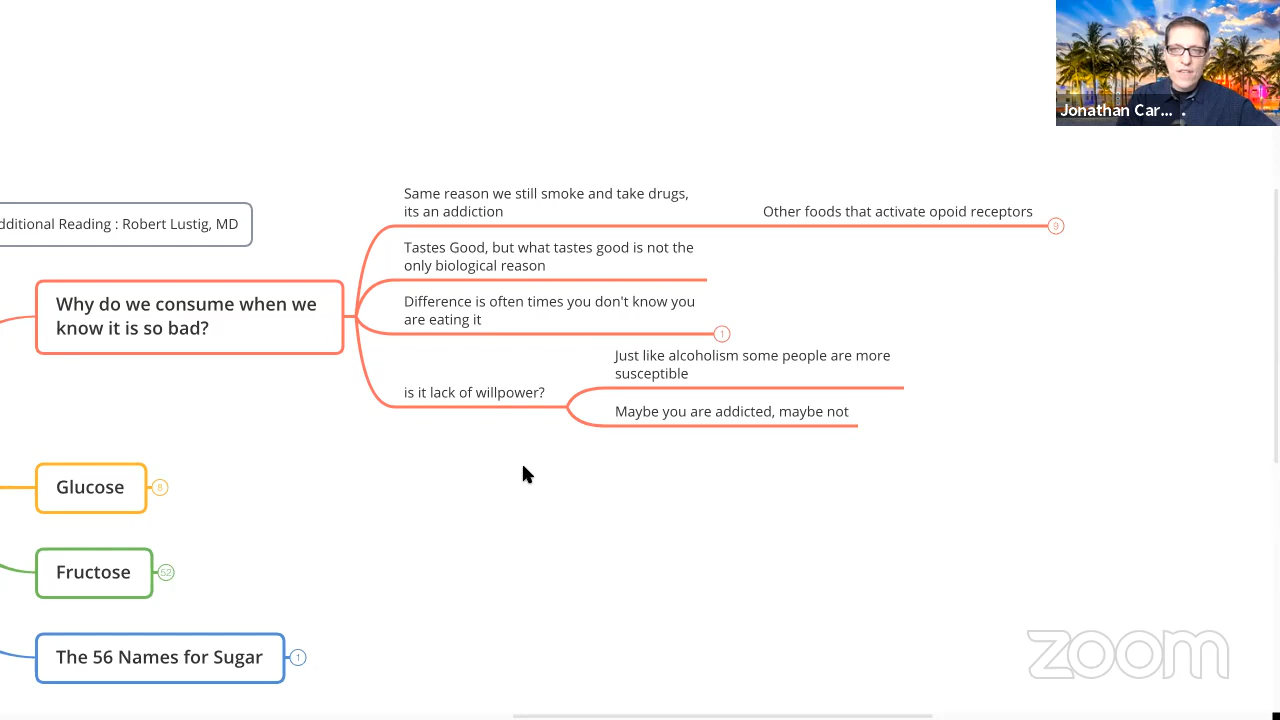 Jonathan Car...
Same reason we still smoke and take drugs,
its an addiction
Other foods that activate opoid receptors
9
dditional Reading : Robert Lustig, MD
Tastes Good, but what tastes good is not the
only biological reason
Why do we consume when we
know it is so bad?
Difference is often times you don't know you
are eating it
1
Just like alcoholism some people are more
susceptible
is it lack of willpower?
Maybe you are addicted, maybe not
Glucose
8
Fructose
52
The 56 Names for Sugar
1
zoom